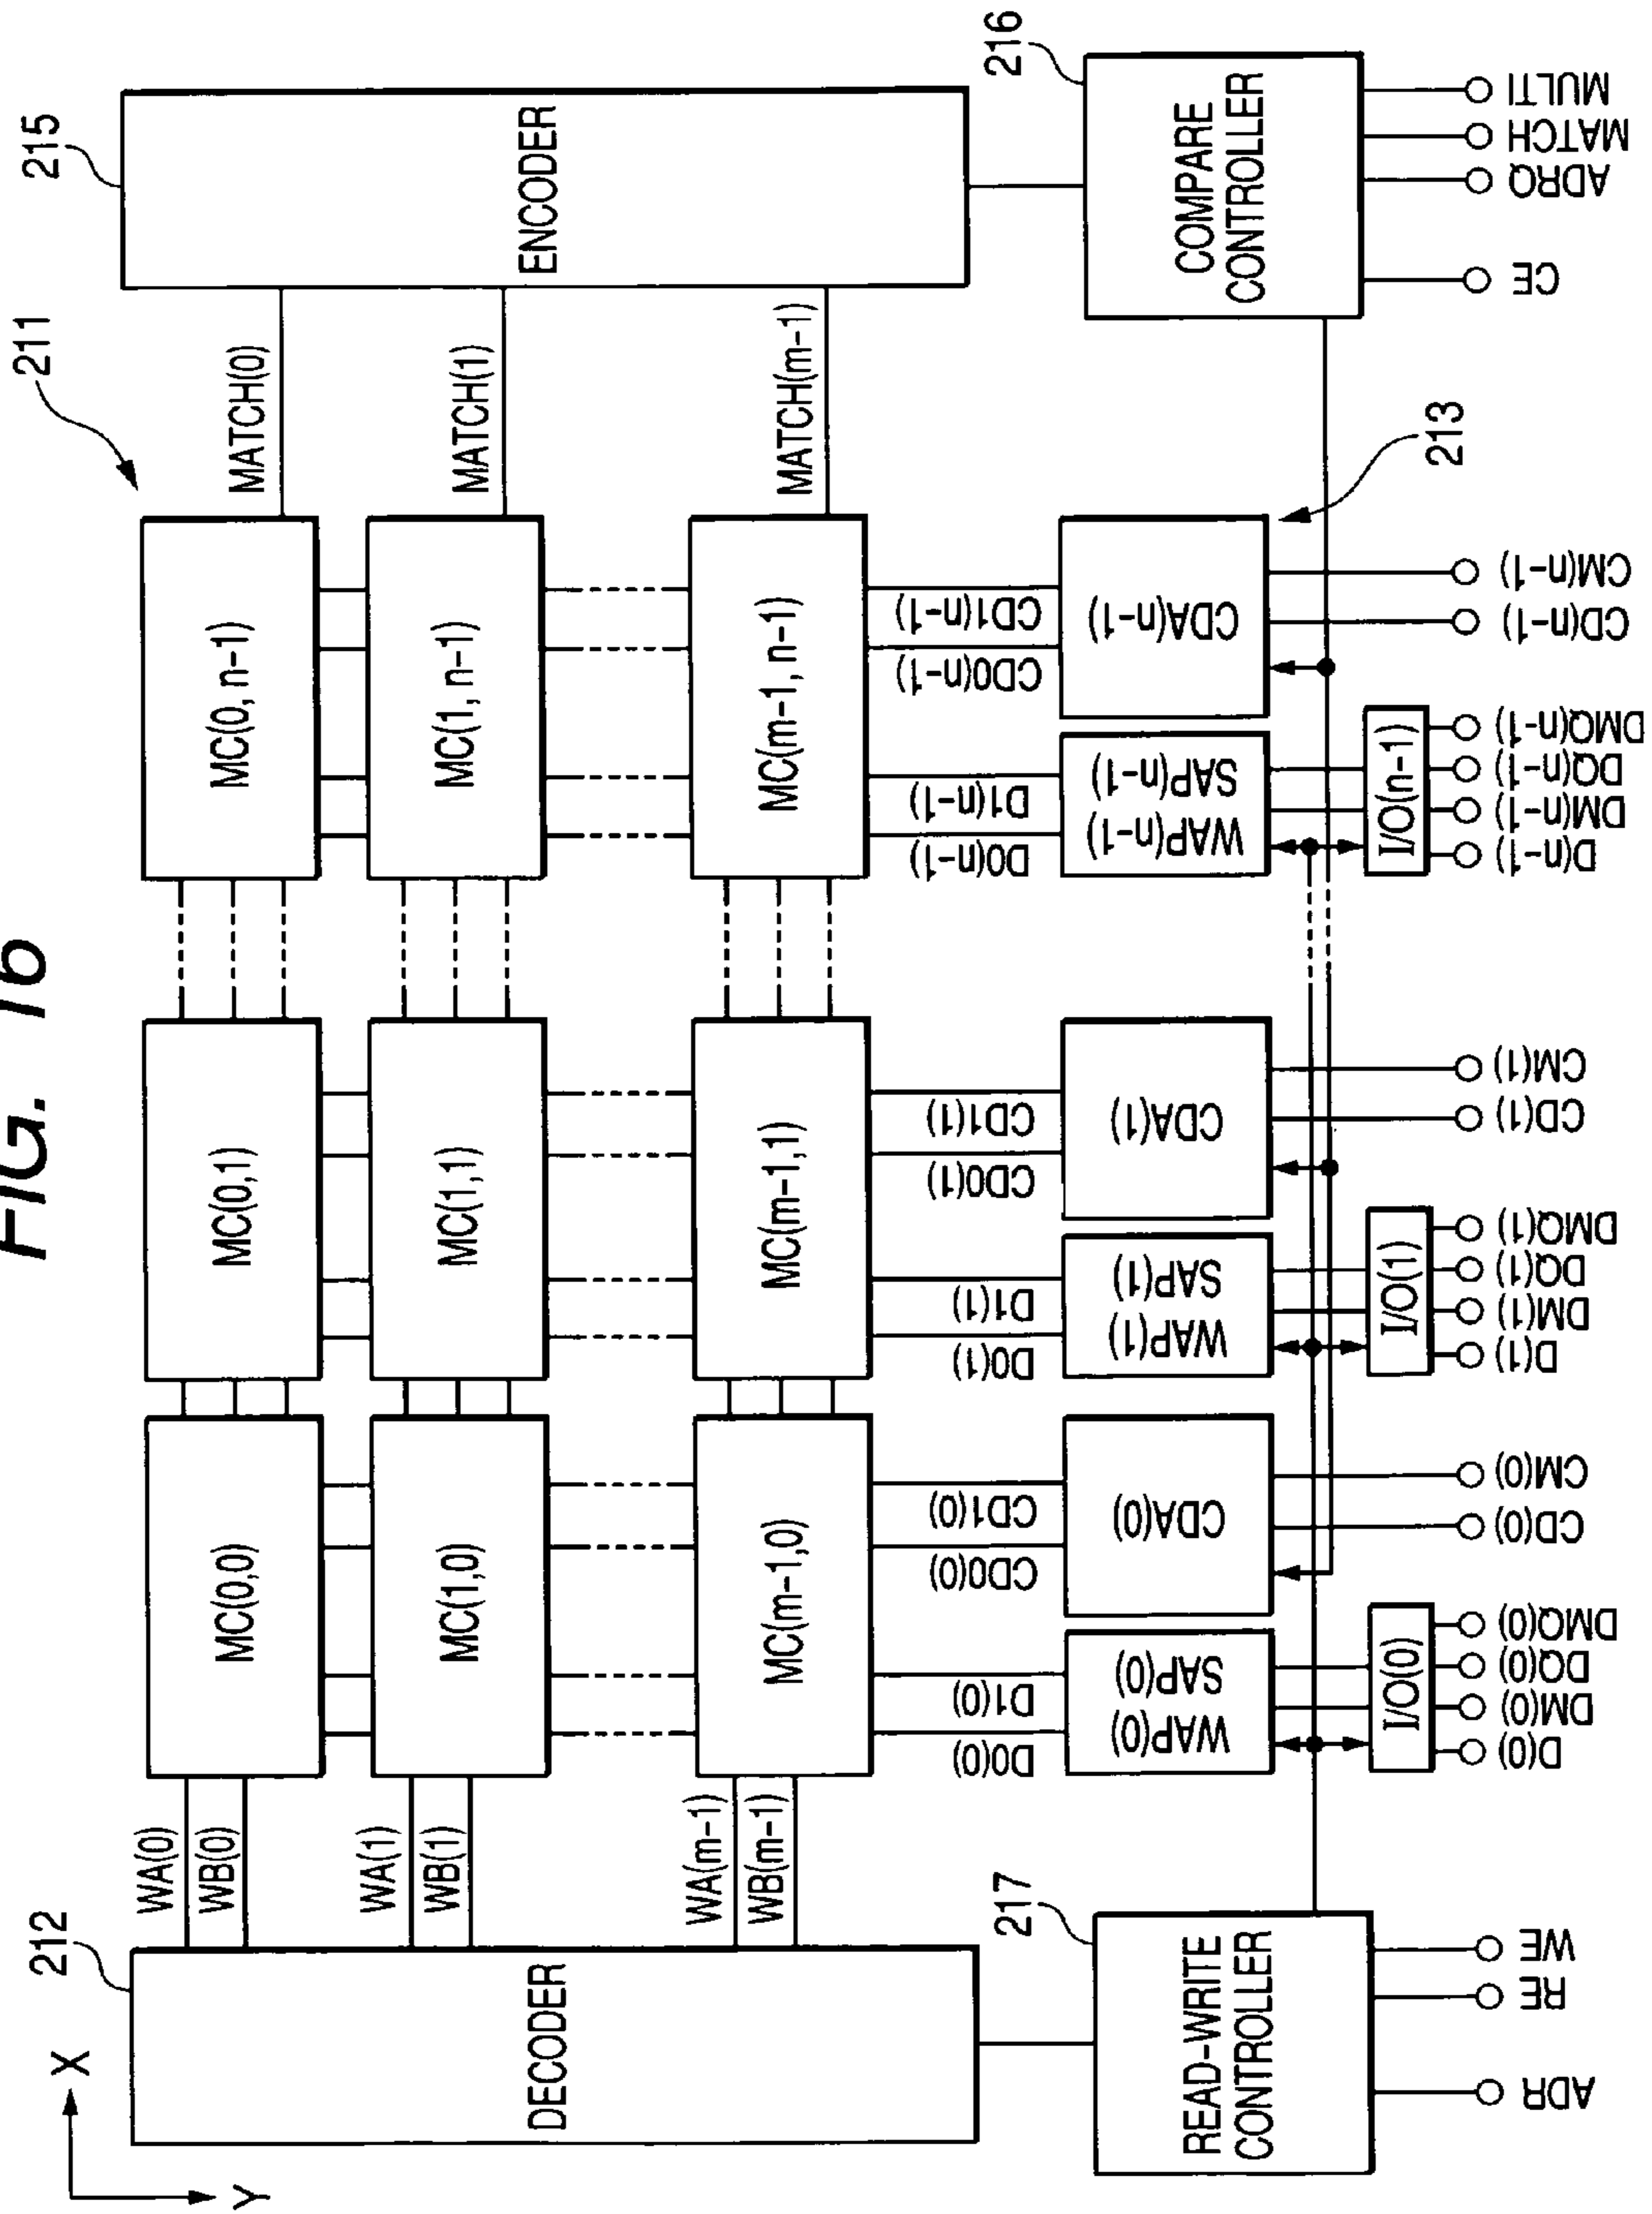 FIG. 16
X
Y
211
212
215
DECODER
ENCODER
WA(0)
WB(0)
MC(0,0)
MC(0,1)
MC(0, n-1)
MATCH(0)
WA(1)
WB(1)
MC(1,0)
MC(1,1)
MC(1, n-1)
MATCH(1)
WA(m-1)
WB(m-1)
MC(m-1,0)
MC(m-1,1)
MC(m-1, n-1)
MATCH(m-1)
D0(0)
D1(0)
CD0(0)
CD1(0)
D0(1)
D1(1)
CD0(1)
CD1(1)
D0(n-1)
D1(n-1)
CD0(n-1)
CD1(n-1)
217
READ-WRITE
CONTROLLER
WAP(0)
SAP(0)
CDA(0)
WAP(1)
SAP(1)
CDA(1)
WAP(n-1)
SAP(n-1)
CDA(n-1)
213
216
COMPARE
CONTROLLER
I/O(0)
I/O(1)
I/O(n-1)
ADR
RE
WE
D(0)
DM(0)
DQ(0)
DMQ(0)
CD(0)
CM(0)
D(1)
DM(1)
DQ(1)
DMQ(1)
CD(1)
CM(1)
D(n-1)
DM(n-1)
DQ(n-1)
DMQ(n-1)
CD(n-1)
CM(n-1)
CE
ADRQ
MATCH
MULTI